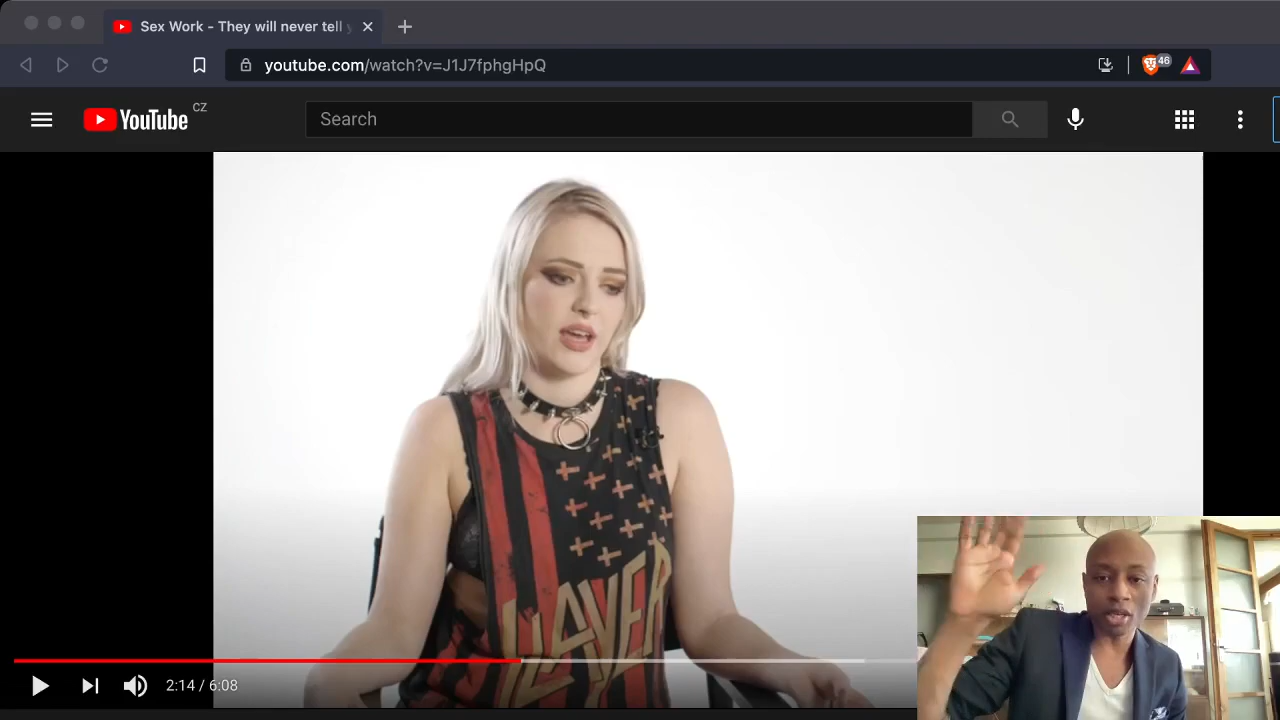 Sex Work - They will never tell
youtube.com/watch?v=J1J7fphgHpQ
46
YouTube CZ
Search
SLAYER
2:14 / 6:08